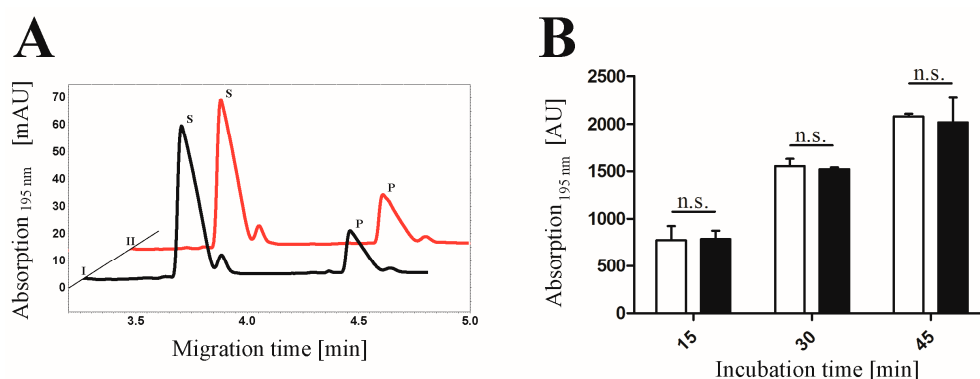 A
Absorption 195 nm [mAU]
70
60
50
40
30
20
10
0
S
S
P
P
II
I
3.5 4.0 4.5 5.0
Migration time [min]
B
Absorption 195 nm [AU]
2500
2000
1500
1000
500
0
n.s.
n.s.
n.s.
15 30 45
Incubation time [min]